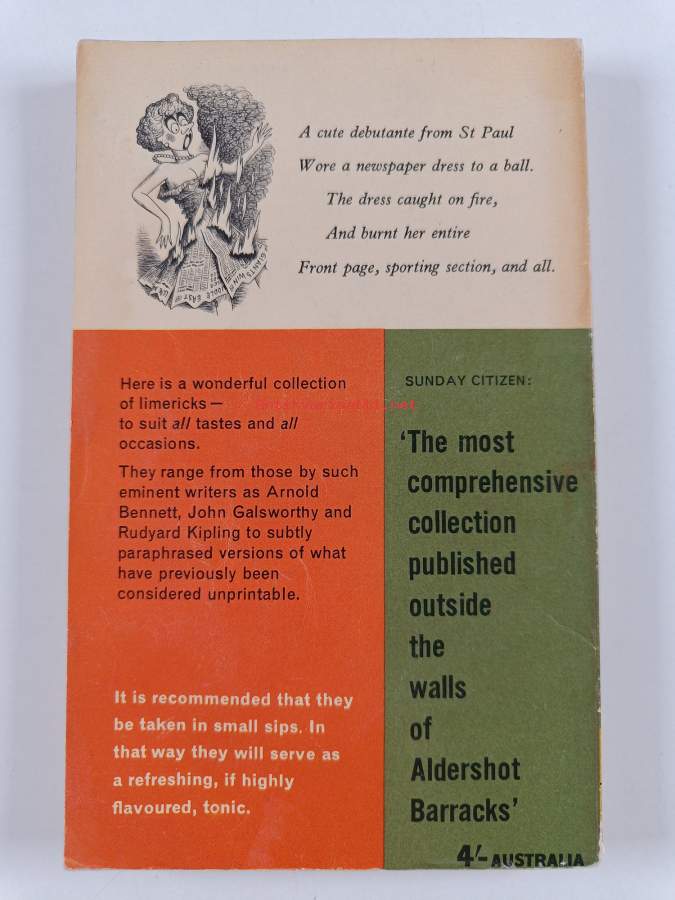 A cute debutante from St Paul
Wore a newspaper dress to a ball.
The dress caught on fire,
And burnt her entire
Front page, sporting section, and all.
GIANTS WIN
MIDDLE EAST
Here is a wonderful collection
of limericks —
to suit all tastes and all
occasions.
They range from those by such
eminent writers as Arnold
Bennett, John Galsworthy and
Rudyard Kipling to subtly
paraphrased versions of what
have previously been
considered unprintable.
It is recommended that they
be taken in small sips. In
that way they will serve as
a refreshing, if highly
flavoured, tonic.
SUNDAY CITIZEN:
'The most
comprehensive
collection
published
outside
the
walls
of
Aldershot
Barracks'
4/- AUSTRALIA